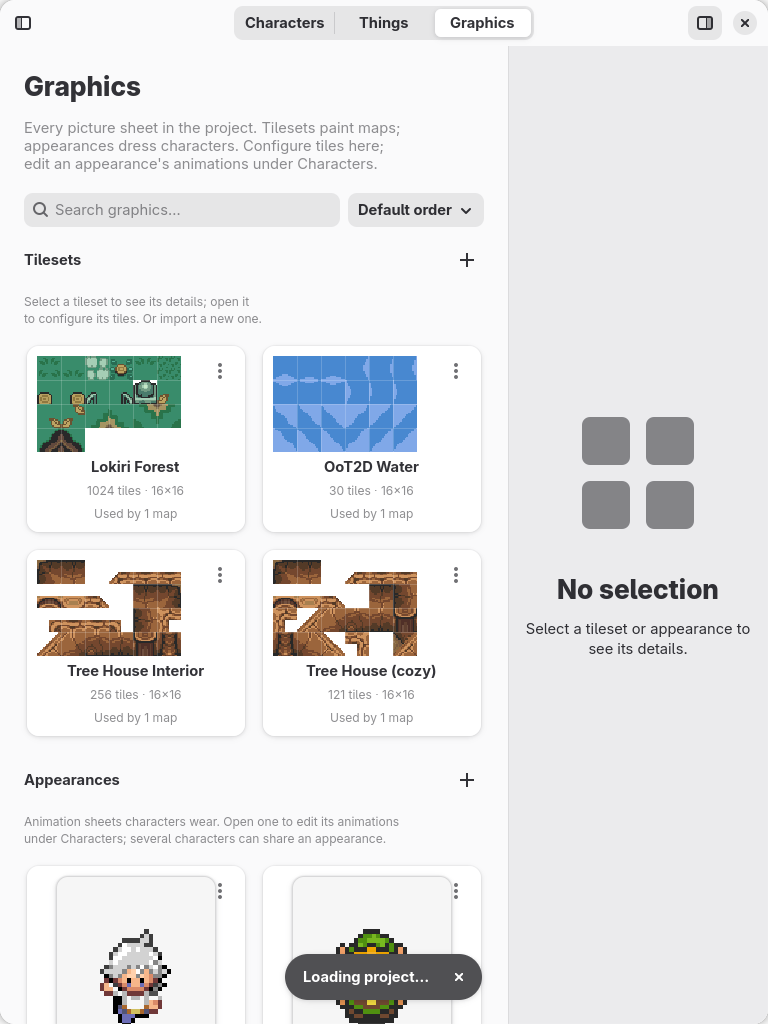 Characters
Things
Graphics
Graphics
Every picture sheet in the project. Tilesets paint maps;
appearances dress characters. Configure tiles here;
edit an appearance's animations under Characters.
Search graphics...
Default order
Tilesets
Select a tileset to see its details; open it
to configure its tiles. Or import a new one.
Lokiri Forest
1024 tiles · 16×16
Used by 1 map
OoT2D Water
30 tiles · 16×16
Used by 1 map
Tree House Interior
256 tiles · 16×16
Used by 1 map
Tree House (cozy)
121 tiles · 16×16
Used by 1 map
Appearances
Animation sheets characters wear. Open one to edit its animations
under Characters; several characters can share an appearance.
No selection
Select a tileset or appearance to
see its details.
Loading project...